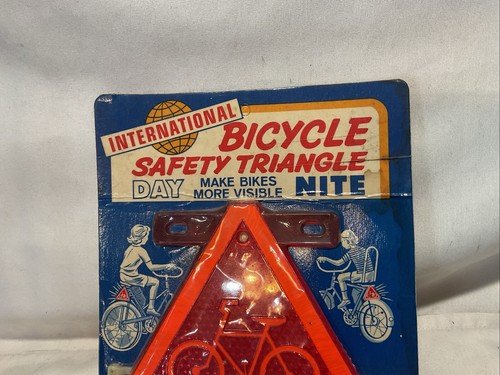 INTERNATIONAL
BICYCLE
SAFETY TRIANGLE
DAY MAKE BIKES NITE
MORE VISIBLE